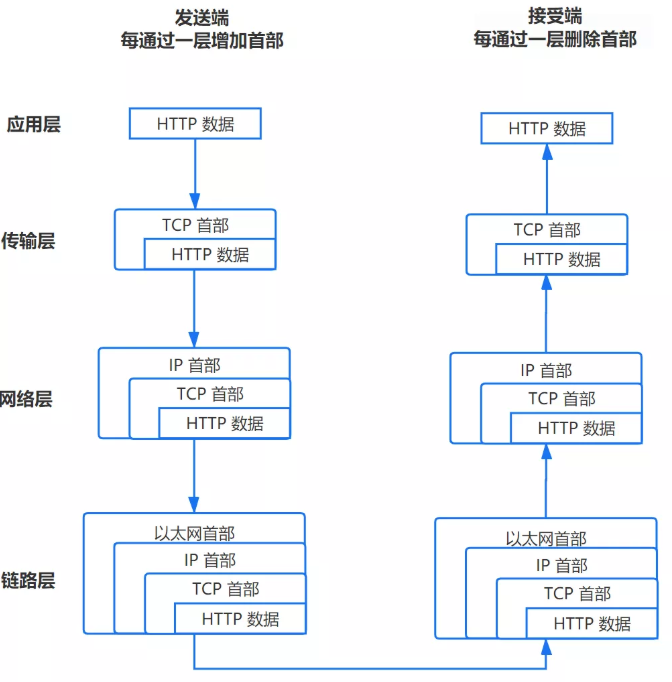 发送端
每通过一层增加首部
接受端
每通过一层删除首部
应用层
HTTP 数据
HTTP 数据
传输层
TCP 首部
HTTP 数据
TCP 首部
HTTP 数据
网络层
IP 首部
TCP 首部
HTTP 数据
IP 首部
TCP 首部
HTTP 数据
链路层
以太网首部
IP 首部
TCP 首部
HTTP 数据
以太网首部
IP 首部
TCP 首部
HTTP 数据